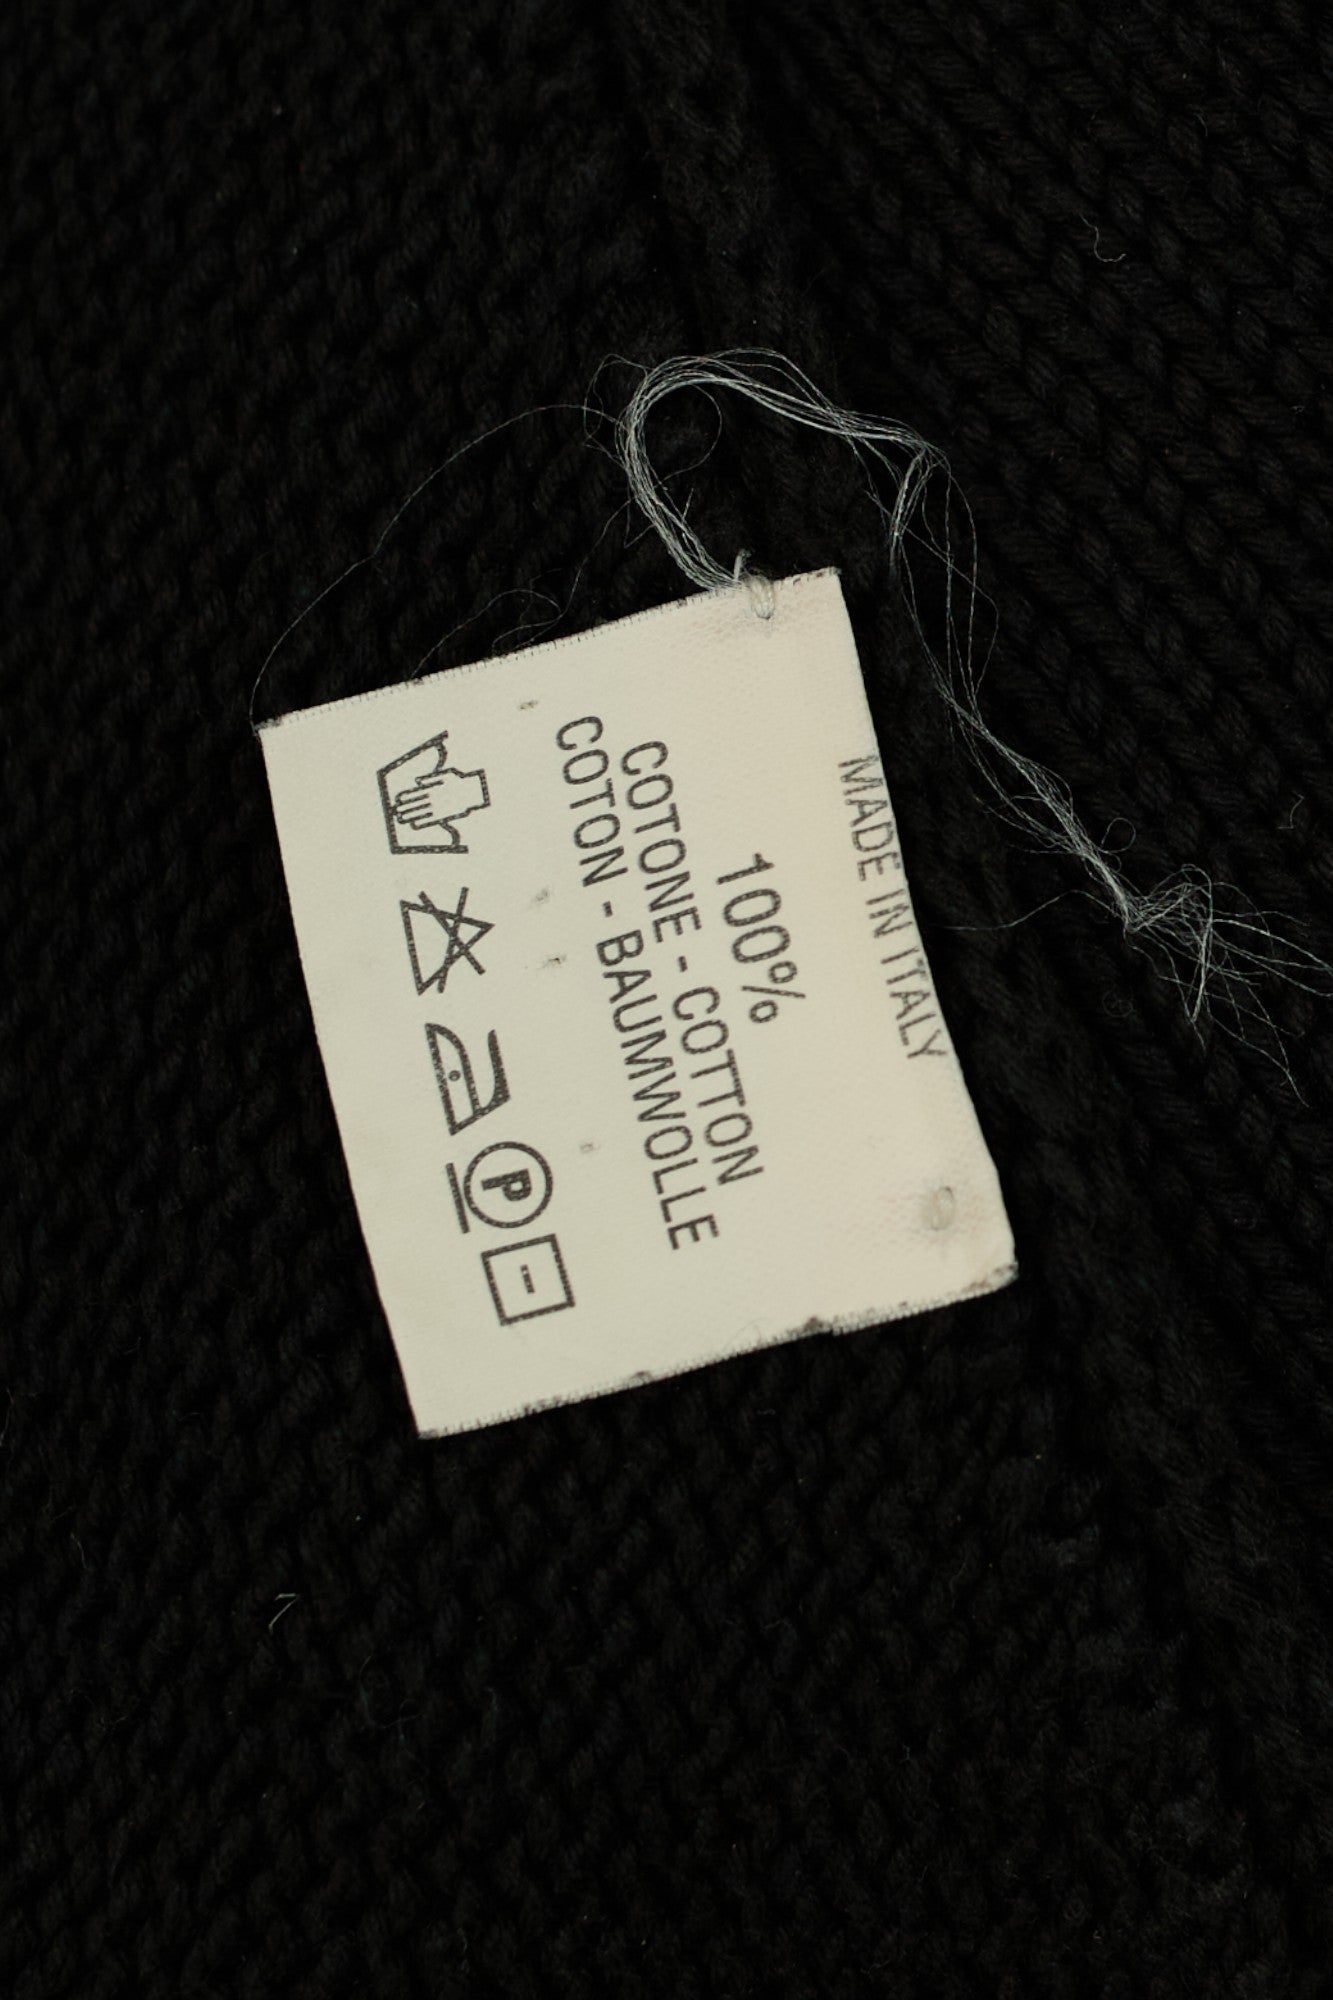 MADE IN ITALY
100%
COTONE - COTTON
COTON - BAUMWOLLE
P